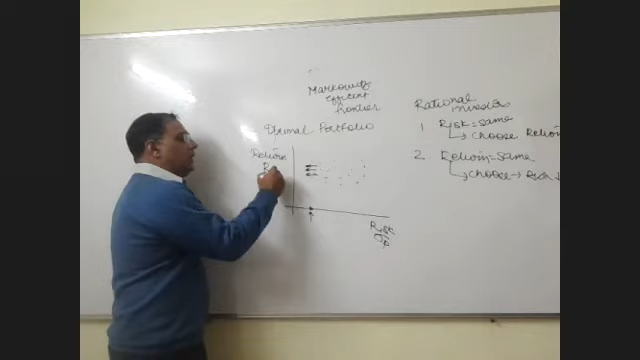 Markowitz
Efficient
frontier
Optimal Portfolio
Return
R
Risk
σp
Rational
investors
1. Risk = same
↳ choose Return
2. Return = same
↳ choose → Risk ↓